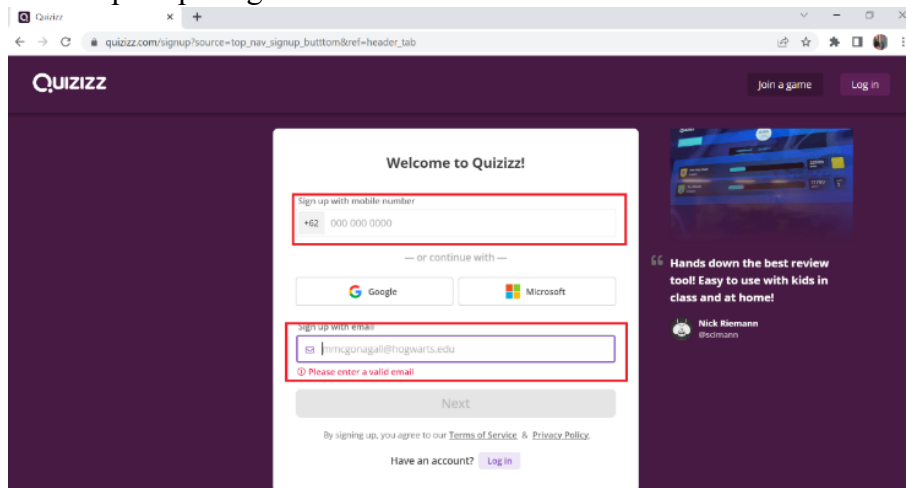 Quizizz
quizizz.com/signup?source=top_nav_signup_butttom&ref=header_tab
QUIZIZZ
Join a game
Log in
Welcome to Quizizz!
Sign up with mobile number
+62 000 000 0000
— or continue with —
Google
Microsoft
Sign up with email
mmcgonagall@hogwarts.edu
Please enter a valid email
Next
By signing up, you agree to our Terms of Service & Privacy Policy.
Have an account? Log in
Hands down the best review
tool! Easy to use with kids in
class and at home!
Nick Riemann
@scimann